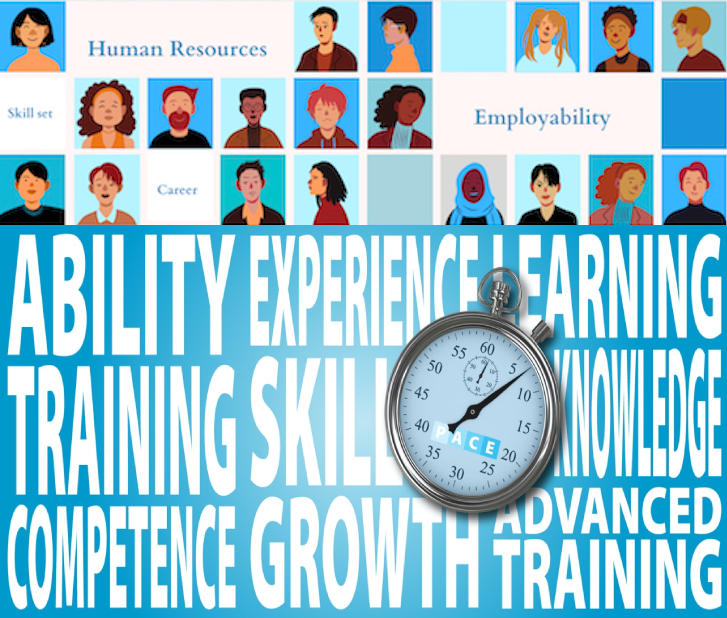 Human Resources
Skill set
Employability
Career
ABILITY EXPERIENCE LEARNING
TRAINING SKILL KNOWLEDGE
COMPETENCE GROWTH ADVANCED
TRAINING
60
55 5
50 10
45 15
40 20
35 25
30
PACE